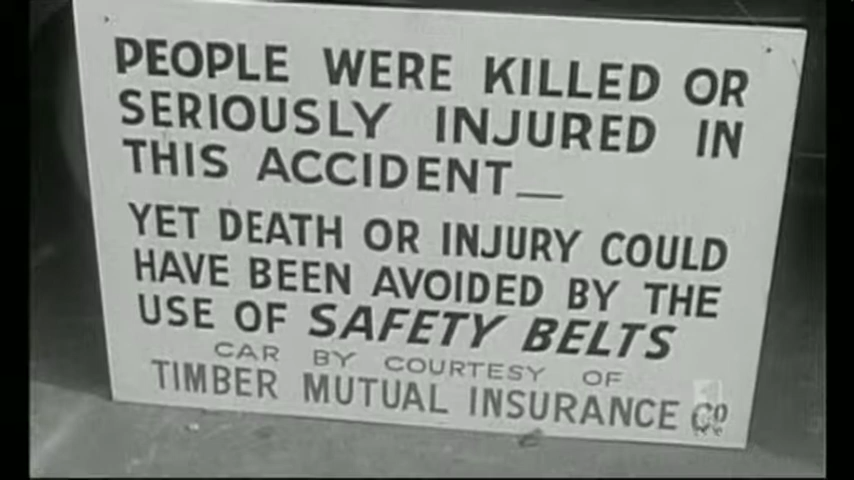 PEOPLE WERE KILLED OR
SERIOUSLY INJURED IN
THIS ACCIDENT_
YET DEATH OR INJURY COULD
HAVE BEEN AVOIDED BY THE
USE OF SAFETY BELTS
CAR BY COURTESY OF
TIMBER MUTUAL INSURANCE CO